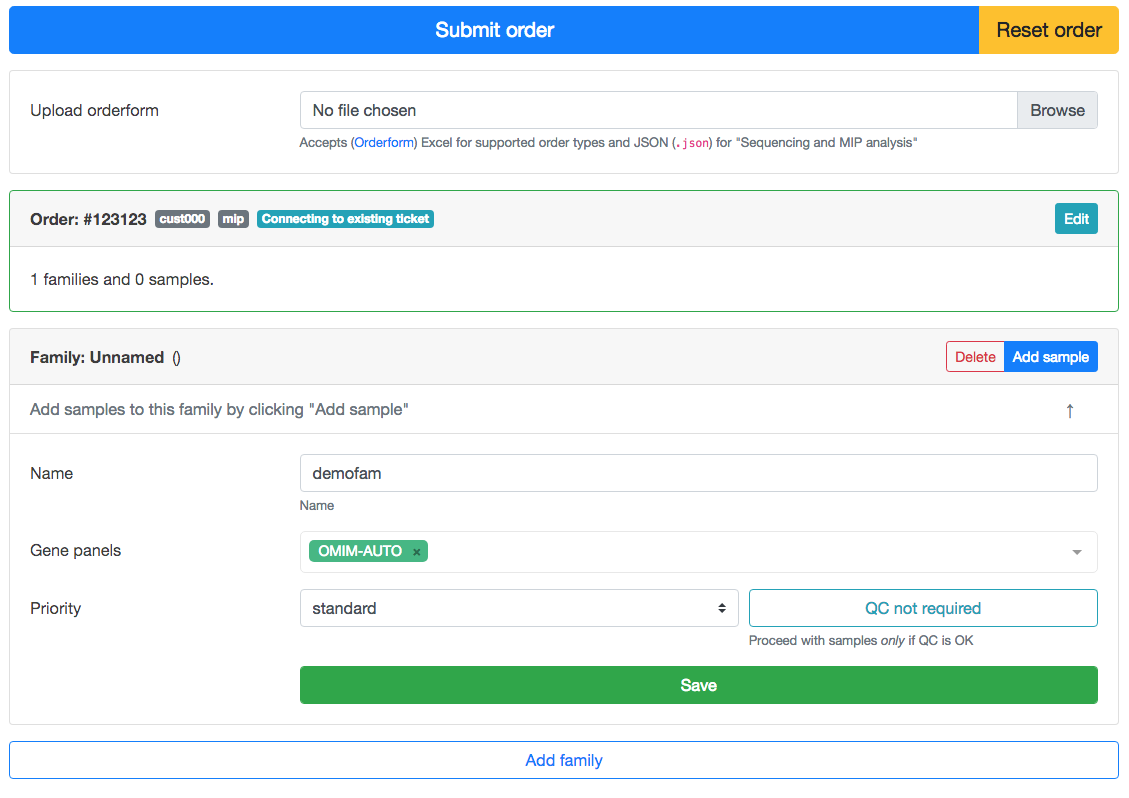 Submit order Reset order
Upload orderform No file chosen Browse
Accepts (Orderform) Excel for supported order types and JSON (.json) for "Sequencing and MIP analysis"
Order: #123123 cust000 mip Connecting to existing ticket Edit
1 families and 0 samples.
Family: Unnamed () Delete Add sample
Add samples to this family by clicking "Add sample" ↑
Name demofam
Name
Gene panels OMIM-AUTO ×
Priority standard QC not required
Proceed with samples only if QC is OK
Save
Add family